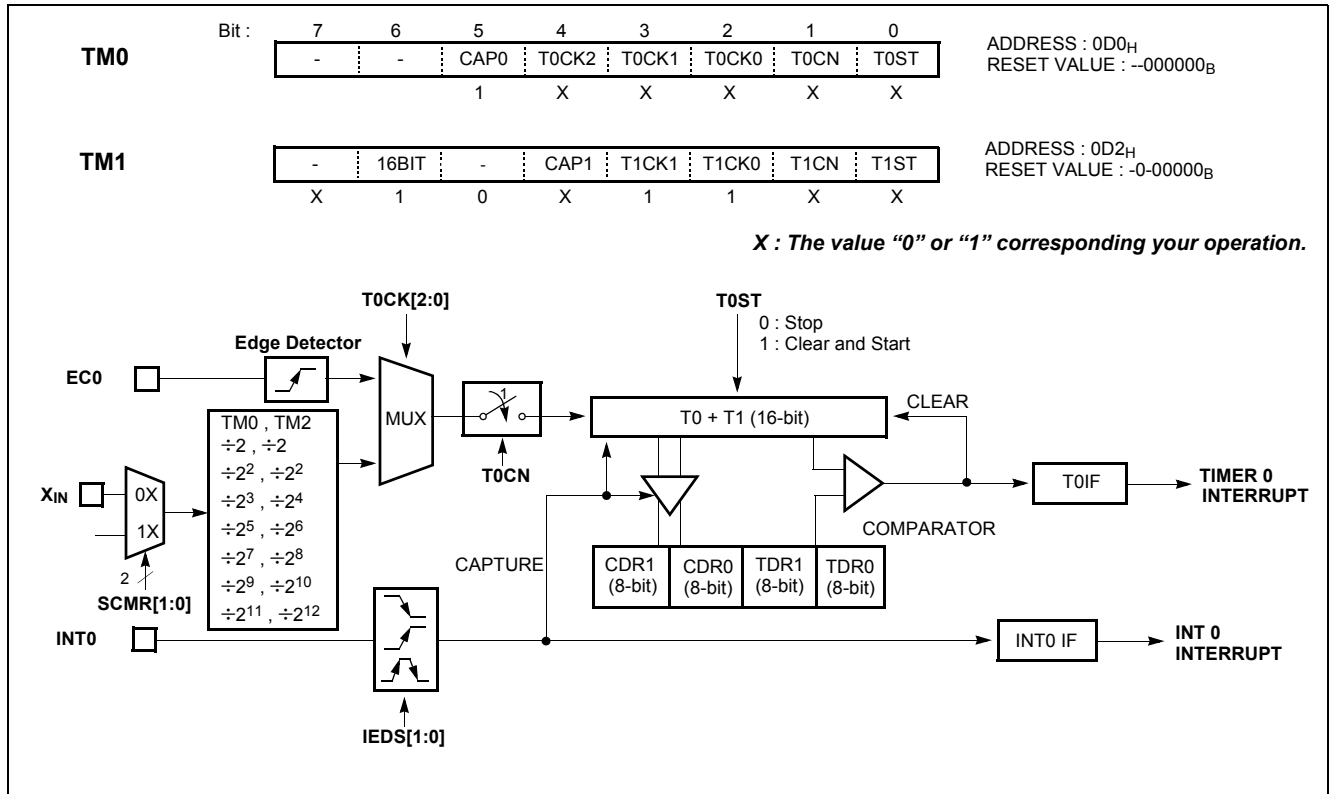 Bit : 7 6 5 4 3 2 1 0
TM0 - - CAP0 T0CK2 T0CK1 T0CK0 T0CN T0ST
ADDRESS : 0D0H
RESET VALUE : --000000B
1 X X X X X
TM1 - 16BIT - CAP1 T1CK1 T1CK0 T1CN T1ST
ADDRESS : 0D2H
RESET VALUE : -0-00000B
X 1 0 X 1 1 X X
X : The value “0” or “1” corresponding your operation.
T0CK[2:0]
T0ST
0 : Stop
1 : Clear and Start
Edge Detector
EC0
MUX
1
T0CN
T0 + T1 (16-bit)
CLEAR
TM0 , TM2
÷2 , ÷2
÷2² , ÷2²
÷2³ , ÷2⁴
÷2⁵ , ÷2⁶
÷2⁷ , ÷2⁸
÷2⁹ , ÷2¹⁰
÷2¹¹ , ÷2¹²
XIN
0X
1X
2
SCMR[1:0]
COMPARATOR
T0IF
TIMER 0
INTERRUPT
CAPTURE
CDR1 CDR0 TDR1 TDR0
(8-bit) (8-bit) (8-bit) (8-bit)
INT0
IEDS[1:0]
INT0 IF
INT 0
INTERRUPT